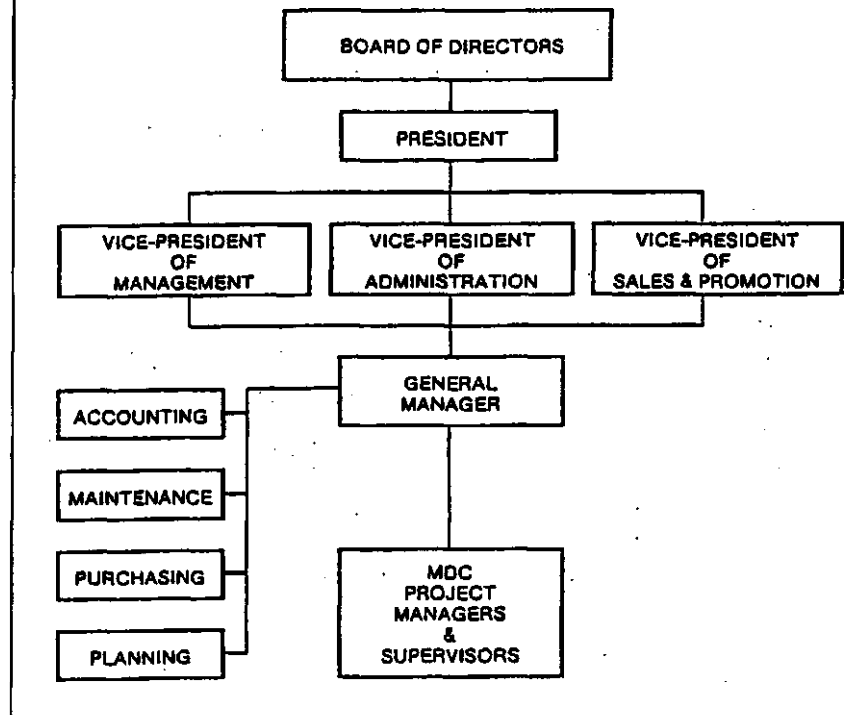 BOARD OF DIRECTORS
PRESIDENT
VICE-PRESIDENT
OF
MANAGEMENT
VICE-PRESIDENT
OF
ADMINISTRATION
VICE-PRESIDENT
OF
SALES & PROMOTION
GENERAL
MANAGER
ACCOUNTING
MAINTENANCE
PURCHASING
PLANNING
MDC
PROJECT
MANAGERS
&
SUPERVISORS